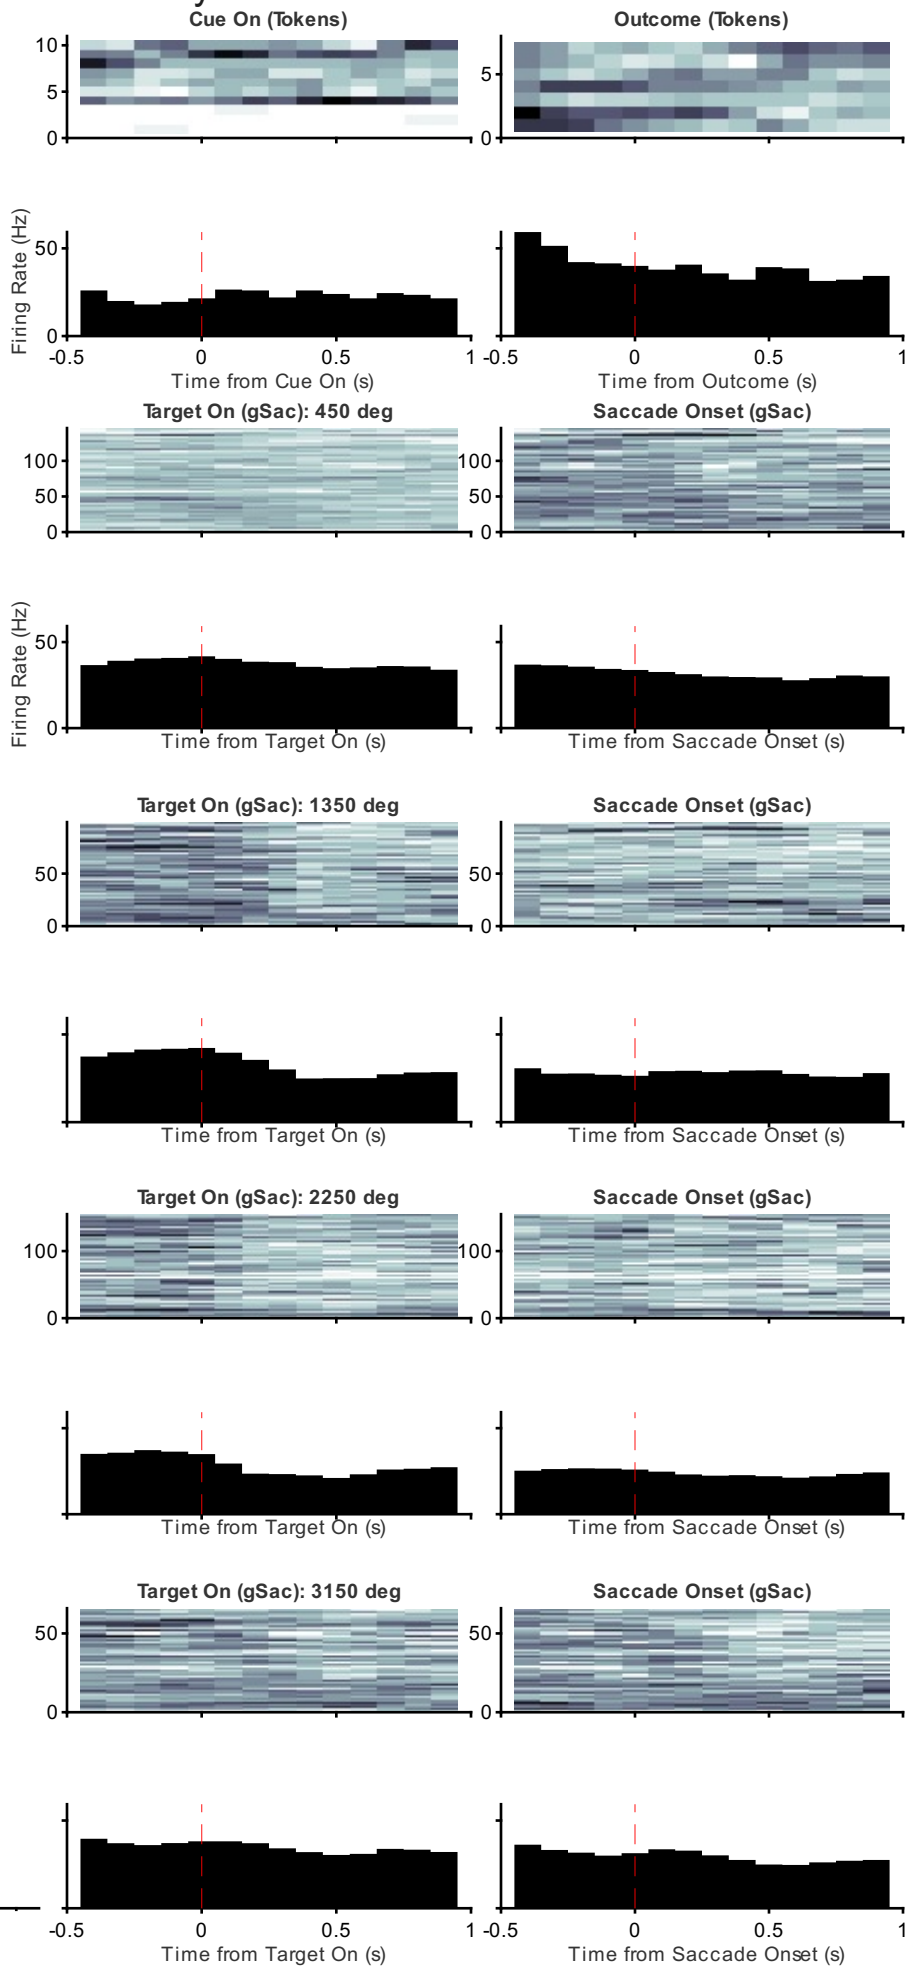 y
Cue On (Tokens) Outcome (Tokens)
10
5
0
5
0
Firing Rate (Hz)
50
0
-0.5 0 0.5 1 -0.5 0 0.5 1
Time from Cue On (s) Time from Outcome (s)
Target On (gSac): 450 deg Saccade Onset (gSac)
100
50
0
100
50
0
Firing Rate (Hz)
50
0
Time from Target On (s) Time from Saccade Onset (s)
Target On (gSac): 1350 deg Saccade Onset (gSac)
50
0
50
0
Time from Target On (s) Time from Saccade Onset (s)
Target On (gSac): 2250 deg Saccade Onset (gSac)
100
0
100
0
Time from Target On (s) Time from Saccade Onset (s)
Target On (gSac): 3150 deg Saccade Onset (gSac)
50
0
50
0
-0.5 0 0.5 1 -0.5 0 0.5 1
Time from Target On (s) Time from Saccade Onset (s)